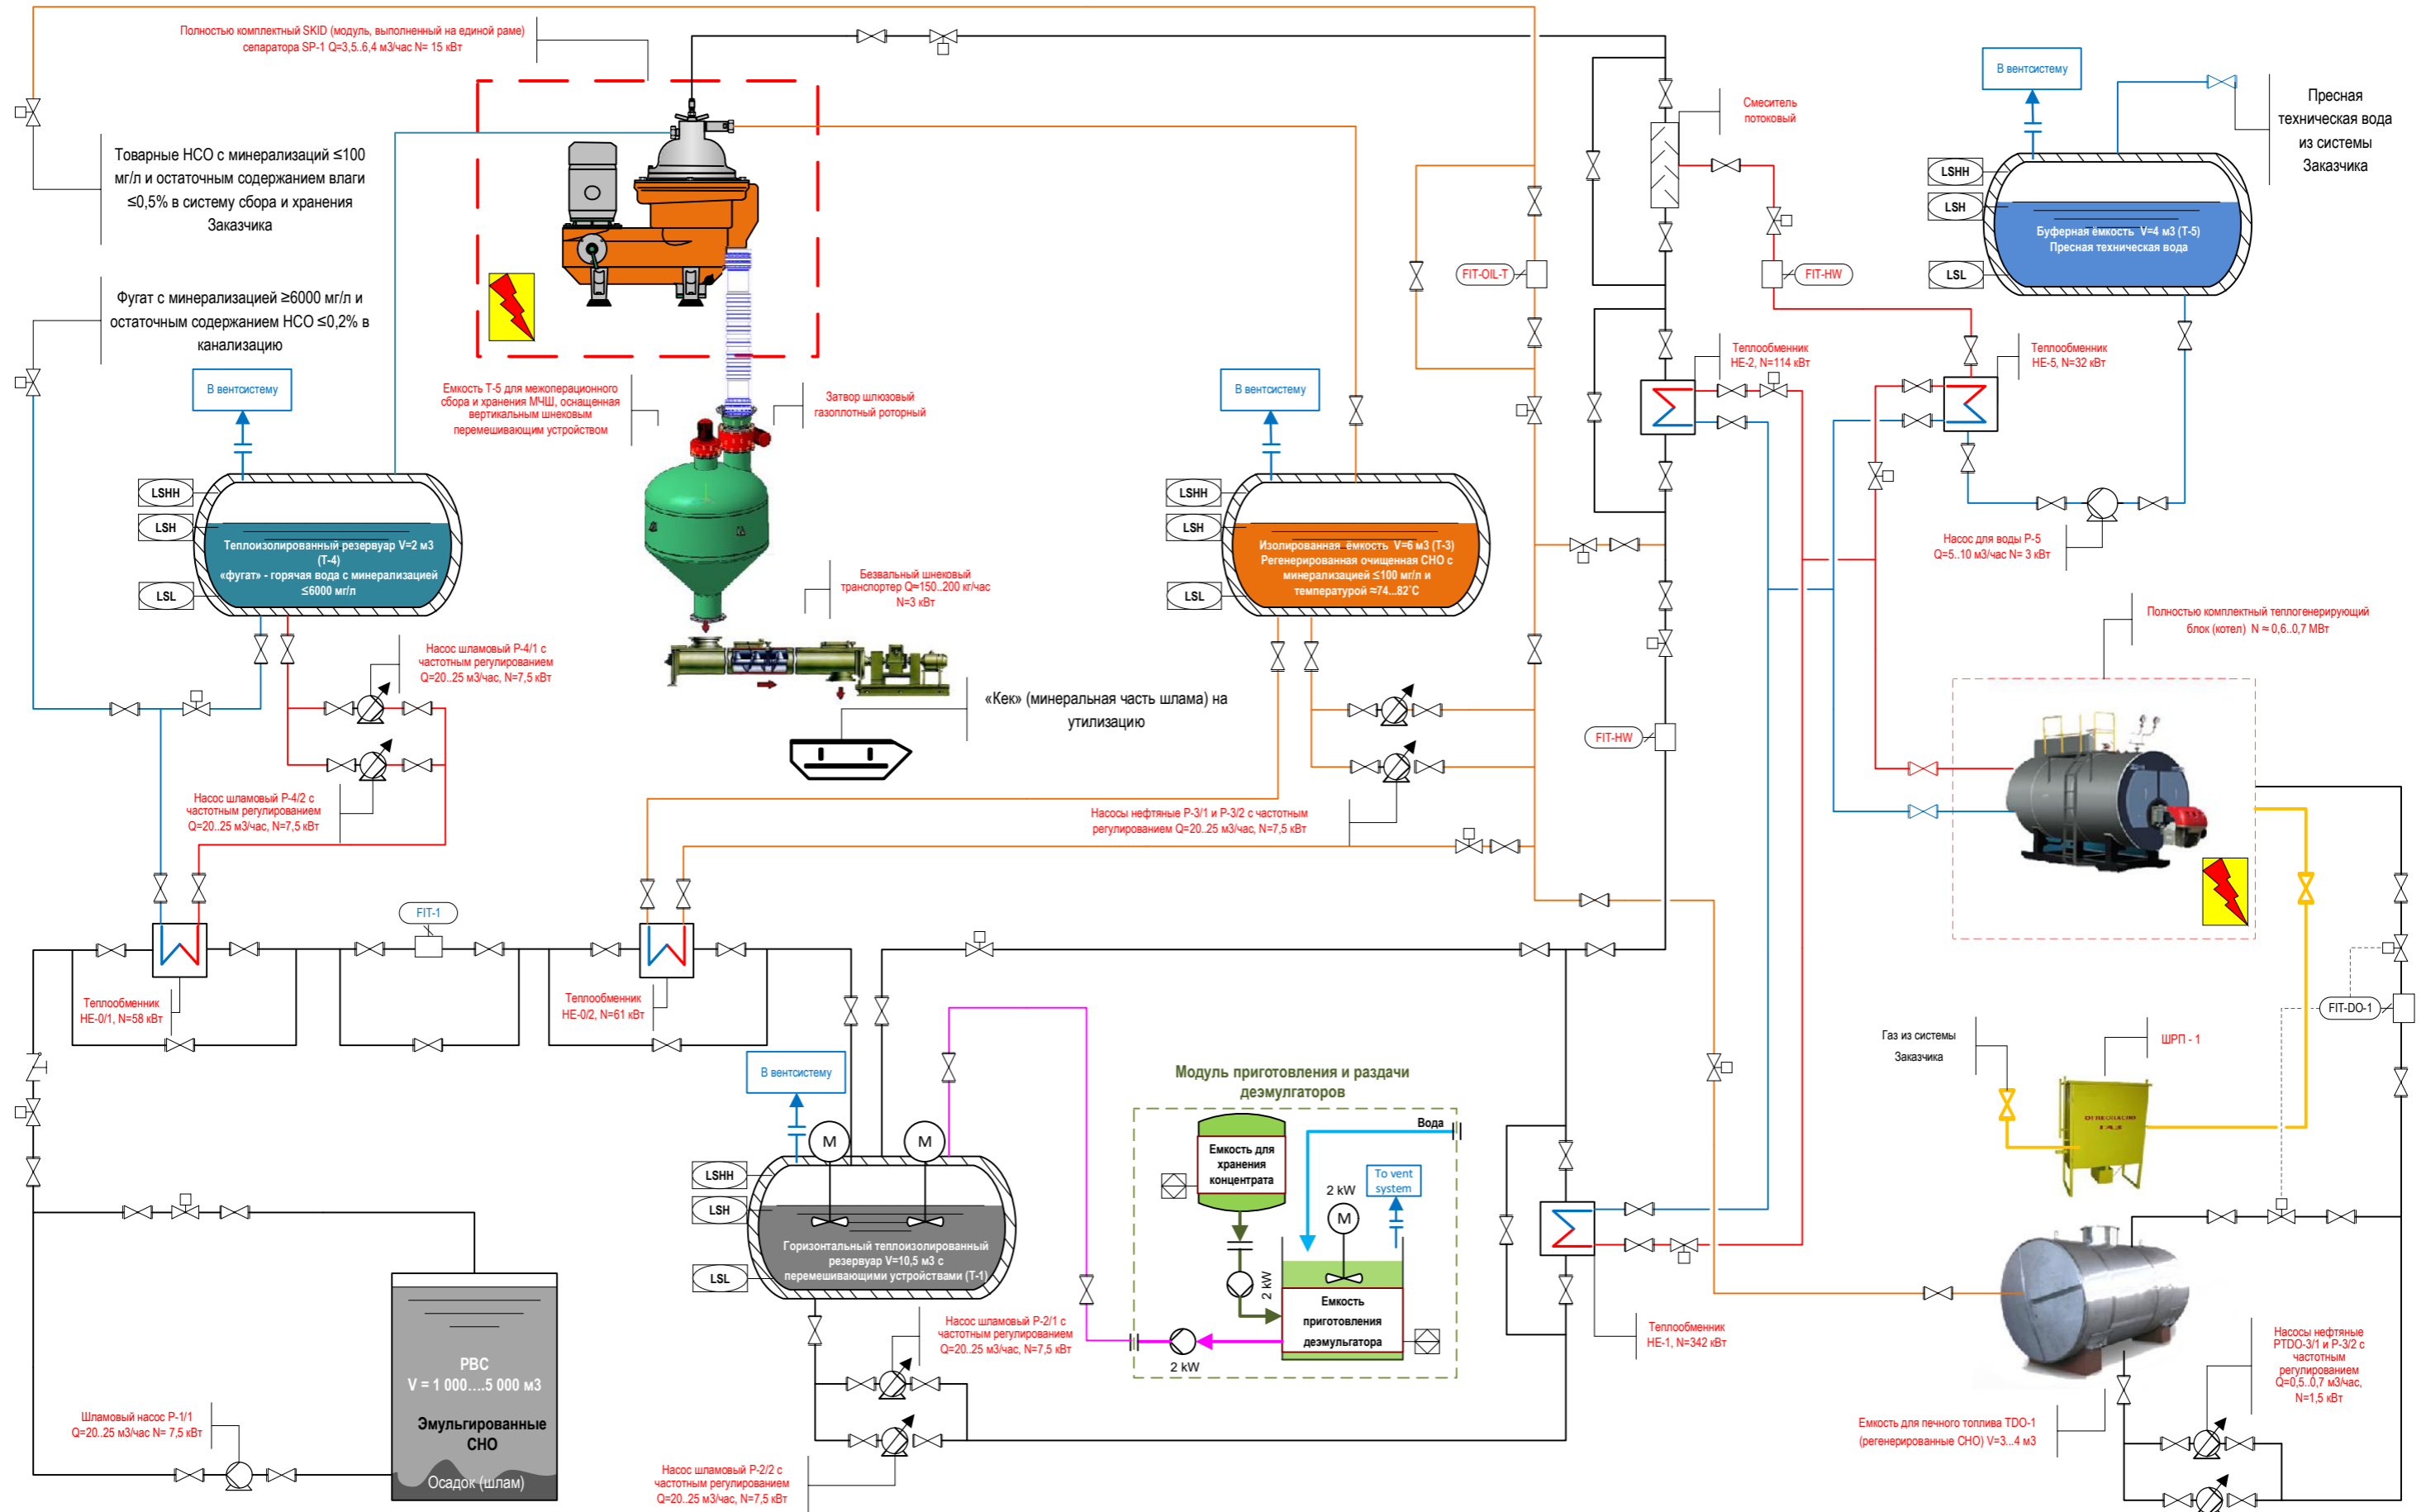 Полностью комплектный SKID (модуль, выполненный на единой раме)
сепаратора SP-1 Q=3,5..6,4 м3/час N= 15 кВт
Товарные НСО с минерализаций ≤100
мг/л и остаточным содержанием влаги
≤0,5% в систему сбора и хранения
Заказчика
Фугат с минерализацией ≥6000 мг/л и
остаточным содержанием НСО ≤0,2% в
канализацию
В вентсистему
LSHH
LSH
LSL
Теплоизолированный резервуар V=2 м3
(Т-4)
«фугат» - горячая вода с минерализацией
≤6000 мг/л
Емкость Т-5 для межоперационного
сбора и хранения МЧШ, оснащенная
вертикальным шнековым
перемешивающим устройством
Затвор шлюзовый
газоплотный роторный
Безвальный шнековый
транспортер Q≈150..200 кг/час
N=3 кВт
«Кек» (минеральная часть шлама) на
утилизацию
Насос шламовый Р-4/1 с
частотным регулированием
Q=20..25 м3/час, N=7,5 кВт
Насос шламовый Р-4/2 с
частотным регулированием
Q=20..25 м3/час, N=7,5 кВт
В вентсистему
LSHH
LSH
LSL
Изолированная ёмкость V=6 м3 (Т-3)
Регенерированная очищенная СНО с
минерализацией ≤100 мг/л и
температурой ≈74...82˚С
Насосы нефтяные Р-3/1 и Р-3/2 с частотным
регулированием Q=20..25 м3/час, N=7,5 кВт
FIT-OIL-T
Смеситель
потоковый
FIT-HW
Теплообменник
НЕ-2, N=114 кВт
Теплообменник
НЕ-5, N=32 кВт
В вентсистему
Пресная
техническая вода
из системы
Заказчика
LSHH
LSH
LSL
Буферная ёмкость V=4 м3 (Т-5)
Пресная техническая вода
Насос для воды Р-5
Q=5..10 м3/час N= 3 кВт
Полностью комплектный теплогенерирующий
блок (котел) N ≈ 0,6..0,7 МВт
FIT-HW
FIT-1
Теплообменник
НЕ-0/1, N=58 кВт
Теплообменник
НЕ-0/2, N=61 кВт
FIT-DO-1
Газ из системы
Заказчика
ШРП - 1
ОГНЕОПАСНО
ГАЗ
В вентсистему
M
M
LSHH
LSH
LSL
Горизонтальный теплоизолированный
резервуар V=10,5 м3 с
перемешивающими устройствами (Т-1)
Модуль приготовления и раздачи
деэмулгаторов
Емкость для
хранения
концентрата
Вода
To vent
system
2 kW
M
2 kW
Емкость
приготовления
деэмульгатора
2 kW
Теплообменник
НЕ-1, N=342 кВт
РВС
V = 1 000....5 000 м3
Эмульгированные
СНО
Осадок (шлам)
Шламовый насос Р-1/1
Q=20..25 м3/час N= 7,5 кВт
Насос шламовый Р-2/1 с
частотным регулированием
Q=20..25 м3/час, N=7,5 кВт
Насос шламовый Р-2/2 с
частотным регулированием
Q=20..25 м3/час, N=7,5 кВт
Емкость для печного топлива TDO-1
(регенерированные СНО) V=3...4 м3
Насосы нефтяные
PTDO-3/1 и Р-3/2 с
частотным
регулированием
Q=0,5..0,7 м3/час,
N=1,5 кВт